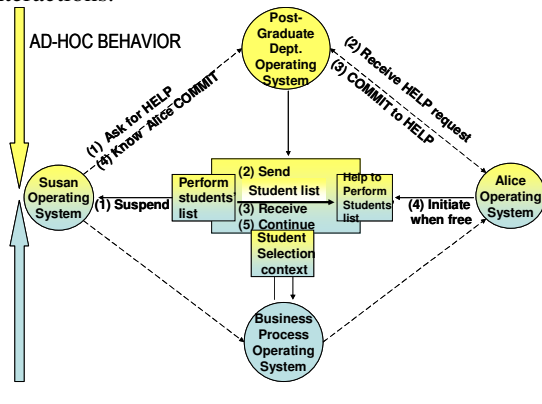 interactions.
AD-HOC BEHAVIOR
Post-
Graduate
Dept.
Operating
System
(1) Ask for HELP
(4) Know Alice COMMIT
(2) Receive HELP request
(3) COMMIT to HELP
Susan
Operating
System
(1) Suspend
Perform
students'
list
(2) Send
Student list
(3) Receive
(5) Continue
Help to
Perform
Students'
list
(4) Initiate
when free
Alice
Operating
System
Student
Selection
context
Business
Process
Operating
System